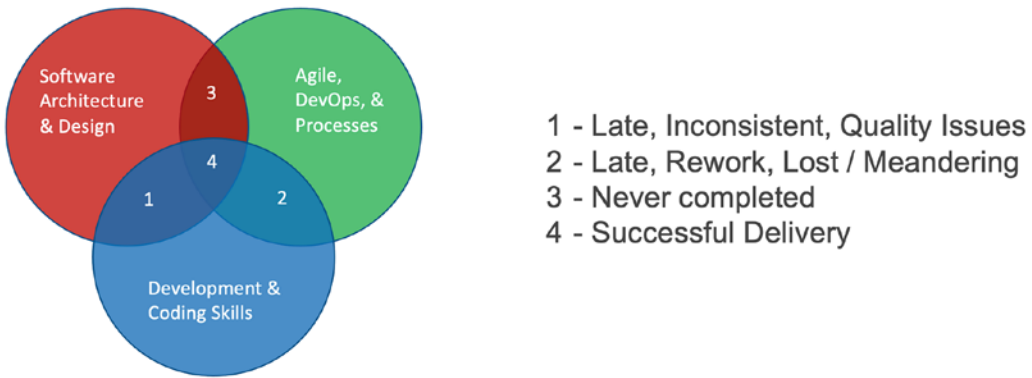 Software
Architecture
& Design
3
Agile,
DevOps, &
Processes
4
1
2
Development &
Coding Skills
1 - Late, Inconsistent, Quality Issues
2 - Late, Rework, Lost / Meandering
3 - Never completed
4 - Successful Delivery